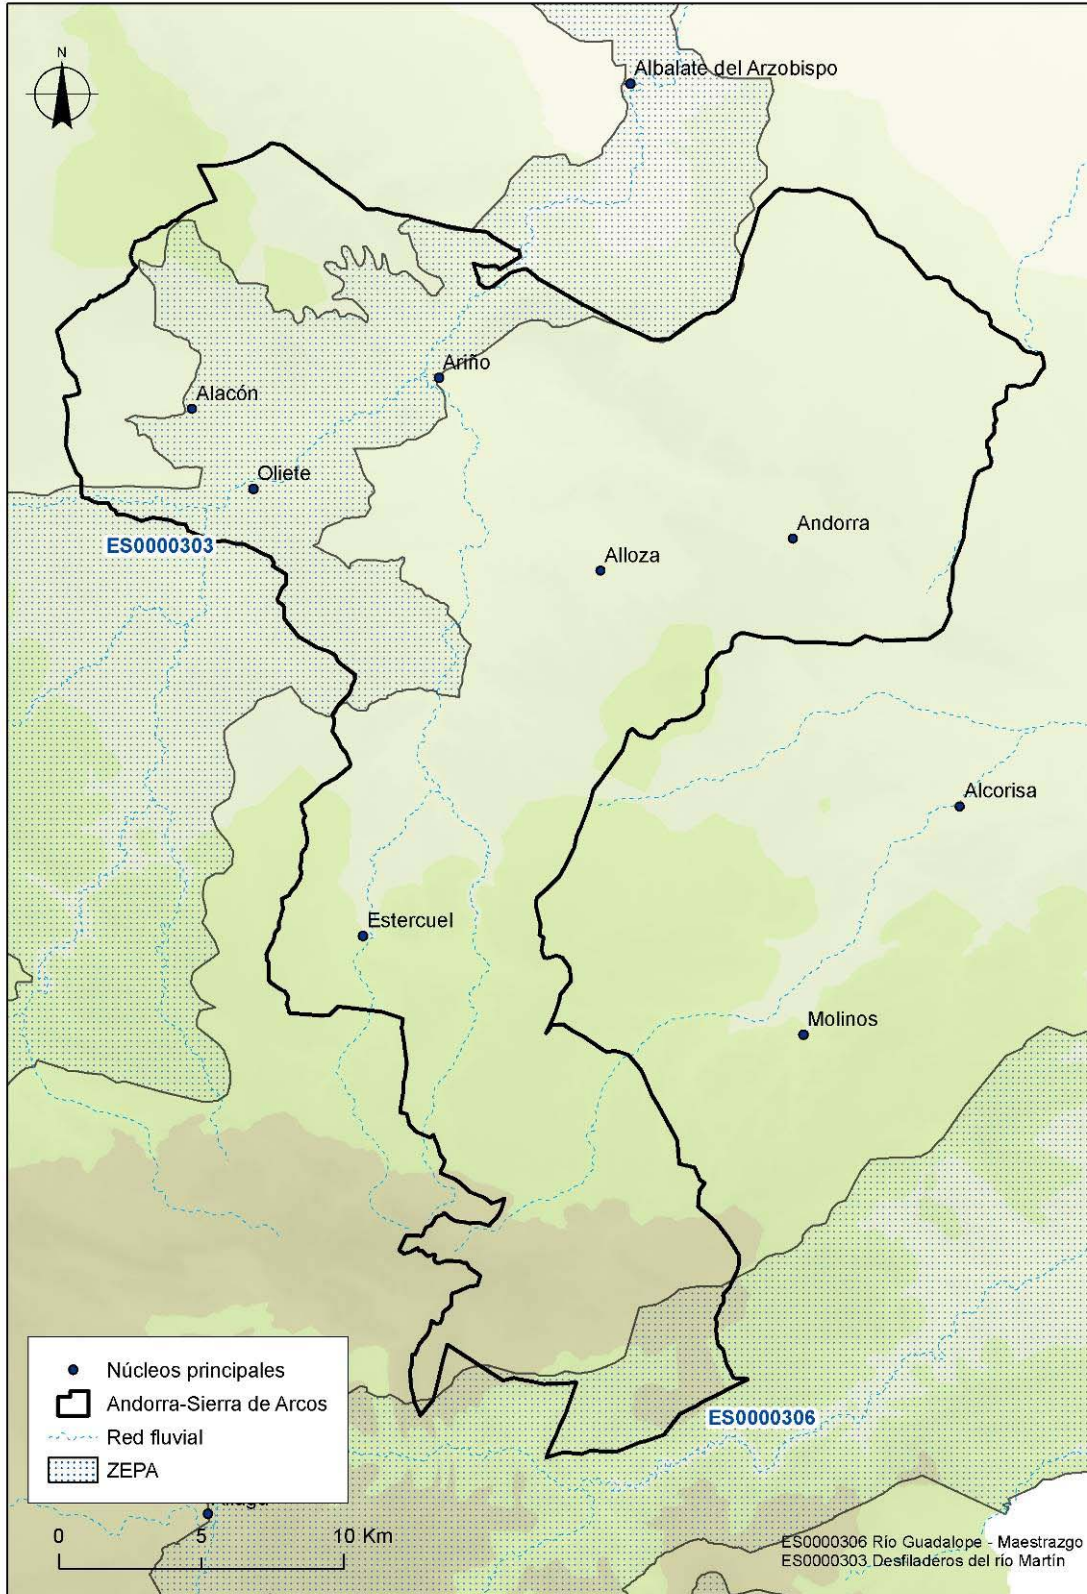 N
Albalate del Arzobispo
Ariño
Alacón
Oliete
Andorra
ES0000303
Alloza
Alcorisa
Estercuel
Molinos
Núcleos principales
Andorra-Sierra de Arcos
Red fluvial
ZEPA
ES0000306
0 5 10 Km
ES0000306 Río Guadalope - Maestrazgo
ES0000303 Desfiladéros del río Martín